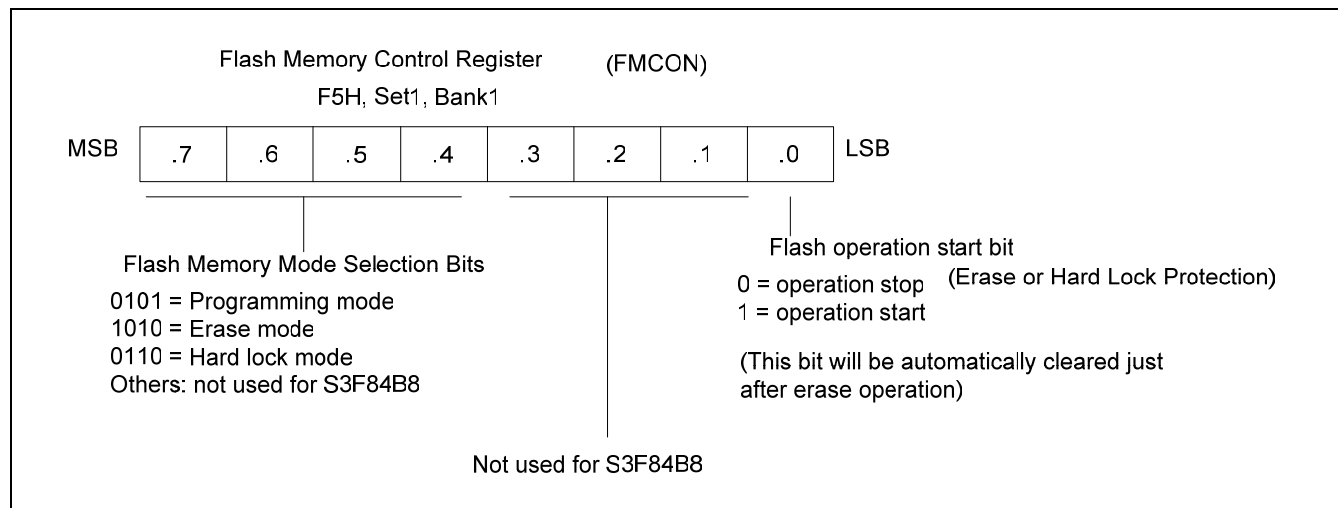 Flash Memory Control Register (FMCON)
F5H, Set1, Bank1
MSB .7 .6 .5 .4 .3 .2 .1 .0 LSB
Flash Memory Mode Selection Bits
0101 = Programming mode
1010 = Erase mode
0110 = Hard lock mode
Others: not used for S3F84B8
Not used for S3F84B8
Flash operation start bit
(Erase or Hard Lock Protection)
0 = operation stop
1 = operation start
(This bit will be automatically cleared just
after erase operation)